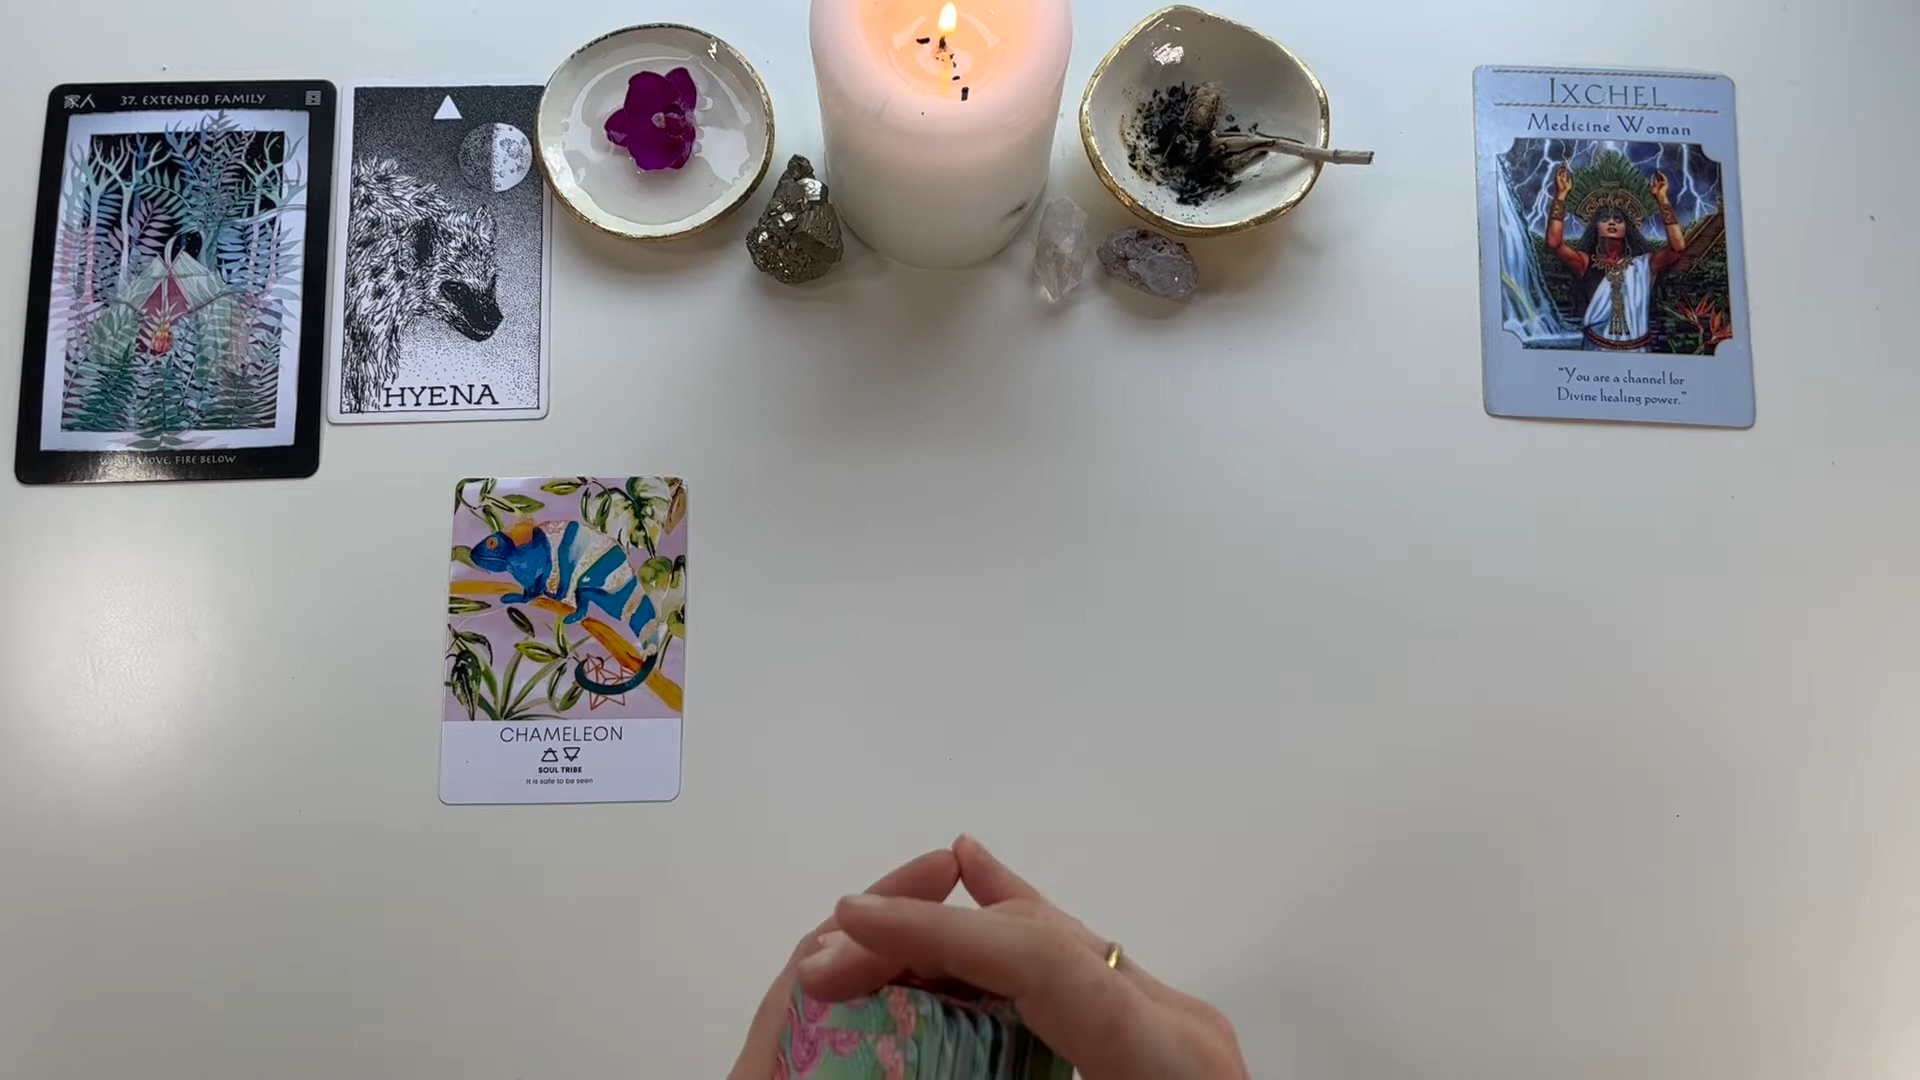 家人 37. EXTENDED FAMILY
ABOVE, FIRE BELOW
HYENA
IXCHEL
Medicine Woman
"You are a channel for
Divine healing power."
CHAMELEON
SOUL TRIBE
It is safe to be seen